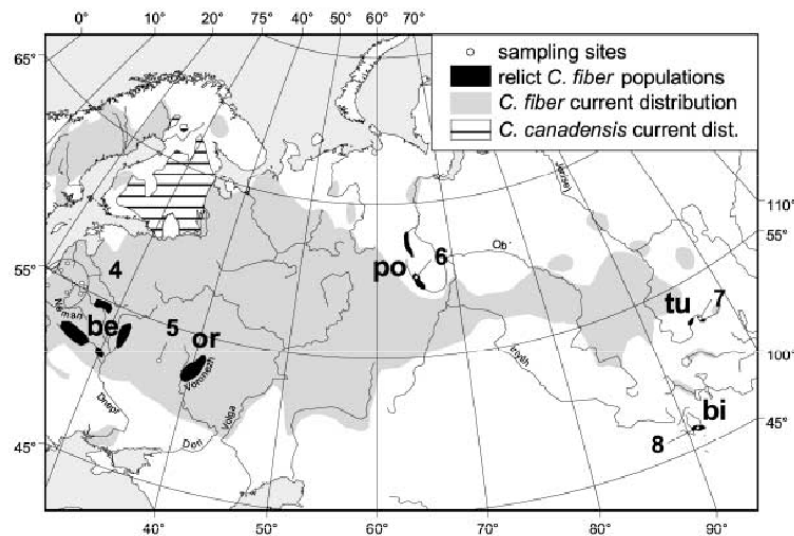 0° 10° 20° 75° 30° 40° 50° 60° 70°
65°
sampling sites
relict C. fiber populations
C. fiber current distribution
C. canadensis current dist.
Jenisej
110°
55°
Ob'
6
po
55°
4
Neman
be
5
or
Voronezh
tu
7
100°
Irtysh
Dnepr
Volga
Don
bi
45°
8
45°
40° 50° 60° 70° 80° 90°